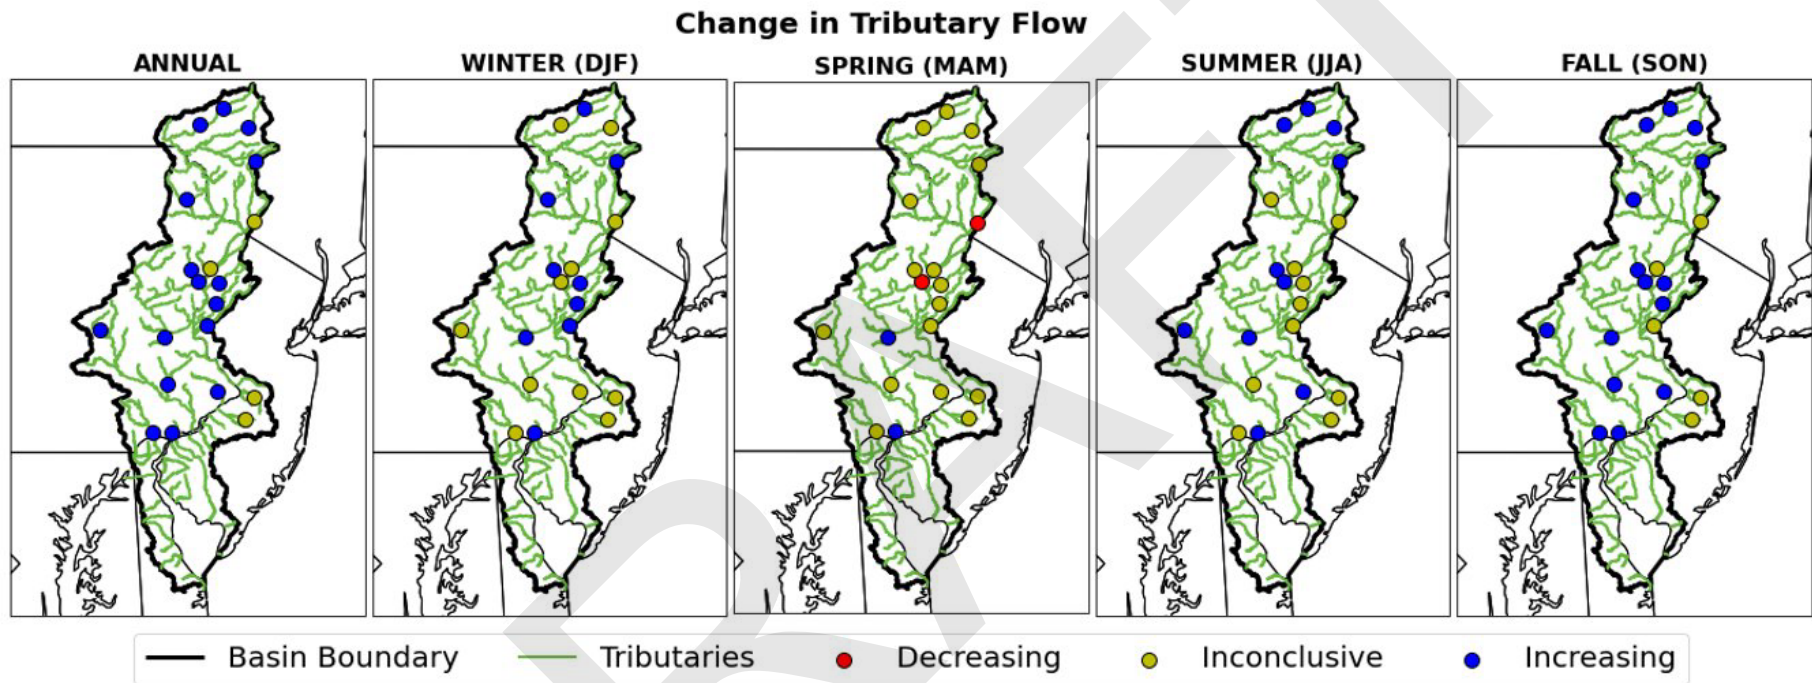 Change in Tributary Flow
ANNUAL
WINTER (DJF)
SPRING (MAM)
SUMMER (JJA)
FALL (SON)
Basin Boundary
Tributaries
Decreasing
Inconclusive
Increasing